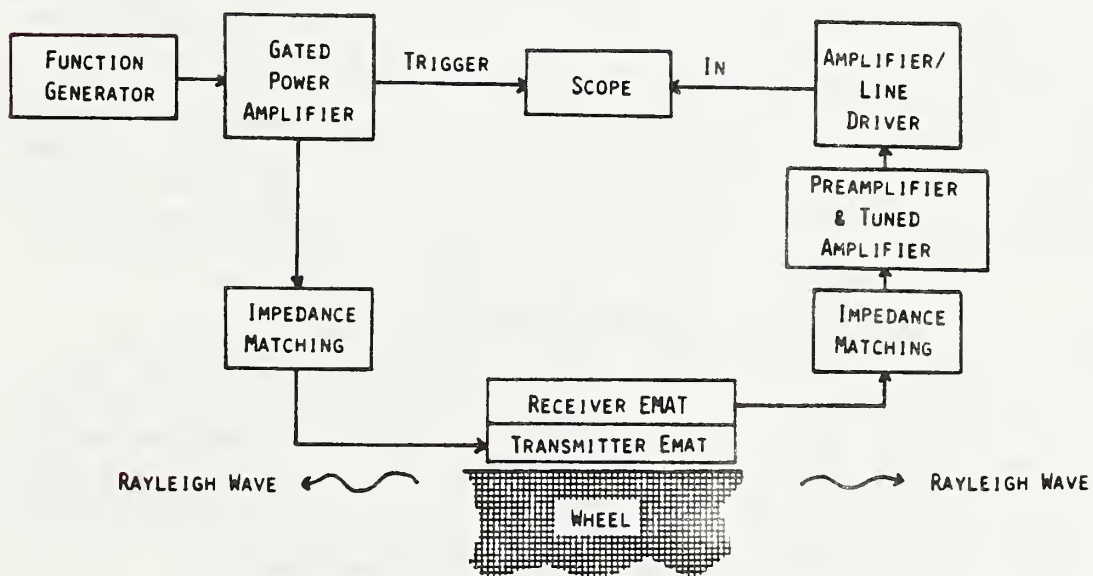 FUNCTION
GENERATOR
GATED
POWER
AMPLIFIER
TRIGGER
SCOPE
IN
AMPLIFIER/
LINE
DRIVER
PREAMPLIFIER
& TUNED
AMPLIFIER
IMPEDANCE
MATCHING
IMPEDANCE
MATCHING
RECEIVER EMAT
TRANSMITTER EMAT
RAYLEIGH WAVE
RAYLEIGH WAVE
WHEEL